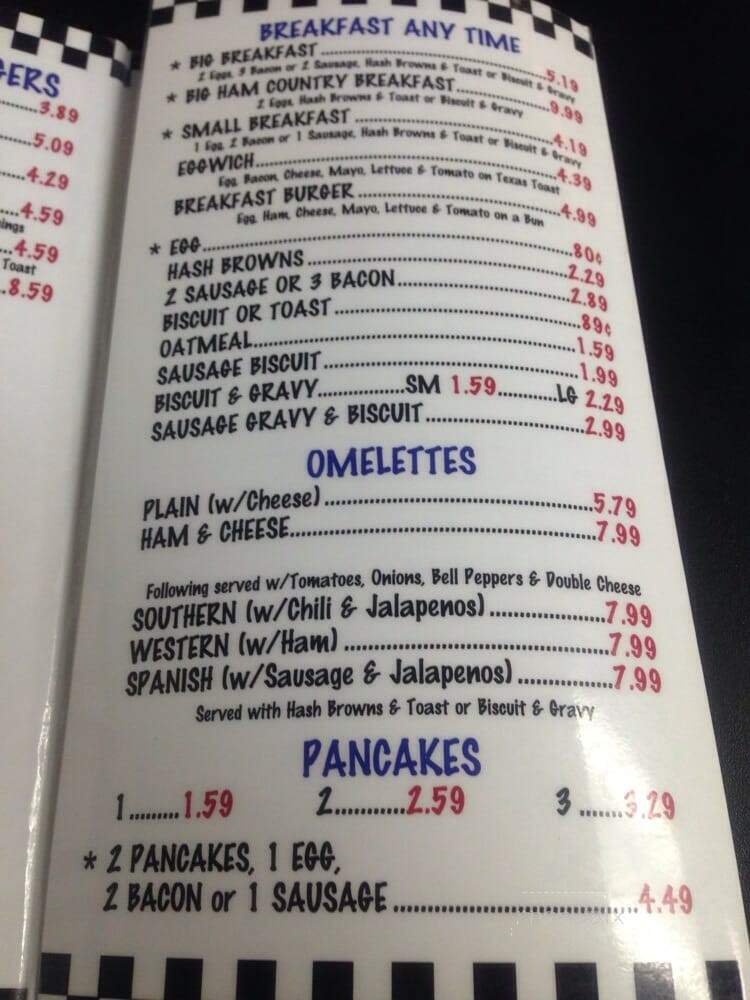 GERS
3.89
5.09
4.29
4.59
4.59
Toast
8.59
BREAKFAST ANY TIME
* BIG BREAKFAST 5.19
2 Eggs, 3 Bacon or 2 Sausage, Hash Browns & Toast or Biscuit & Gravy
* BIG HAM COUNTRY BREAKFAST 9.99
2 Eggs, Hash Browns & Toast or Biscuit & Gravy
* SMALL BREAKFAST 4.19
1 Egg, 2 Bacon or 1 Sausage, Hash Browns & Toast or Biscuit & Gravy
EGGWICH 4.39
Egg, Bacon, Cheese, Mayo, Lettuce & Tomato on Texas Toast
BREAKFAST BURGER 4.99
Egg, Ham, Cheese, Mayo, Lettuce & Tomato on a Bun
* EGG 80¢
HASH BROWNS 2.29
2 SAUSAGE OR 3 BACON 2.89
BISCUIT OR TOAST 89¢
OATMEAL 1.59
SAUSAGE BISCUIT 1.99
BISCUIT & GRAVY SM 1.59 LG 2.29
SAUSAGE GRAVY & BISCUIT 2.99
OMELETTES
PLAIN (w/Cheese) 5.79
HAM & CHEESE 7.99
Following served w/Tomatoes, Onions, Bell Peppers & Double Cheese
SOUTHERN (w/Chili & Jalapenos) 7.99
WESTERN (w/Ham) 7.99
SPANISH (w/Sausage & Jalapenos) 7.99
Served with Hash Browns & Toast or Biscuit & Gravy
PANCAKES
1 1.59 2 2.59 3 3.29
* 2 PANCAKES, 1 EGG,
2 BACON or 1 SAUSAGE 4.49